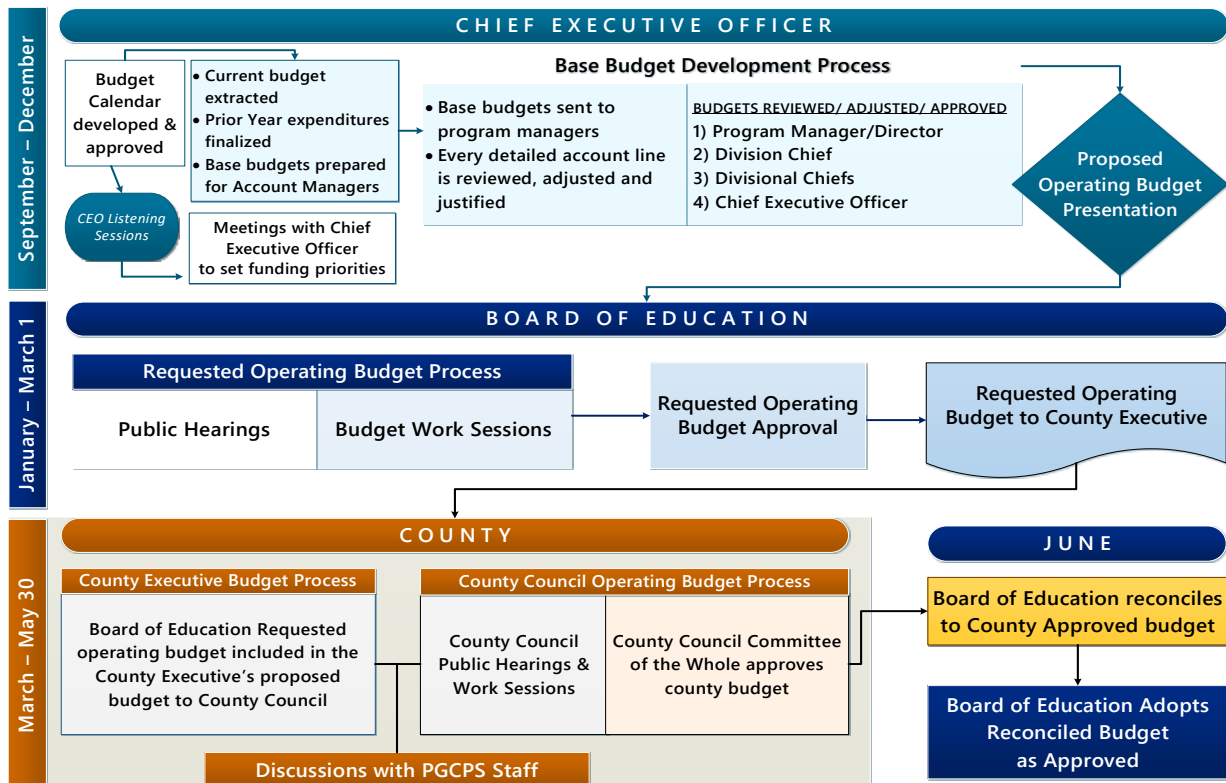 September – December
CHIEF EXECUTIVE OFFICER
Budget
Calendar
developed &
approved
• Current budget
extracted
• Prior Year expenditures
finalized
• Base budgets prepared
for Account Managers
CEO Listening
Sessions
Meetings with Chief
Executive Officer
to set funding priorities
Base Budget Development Process
• Base budgets sent to
program managers
• Every detailed account line
is reviewed, adjusted and
justified
BUDGETS REVIEWED/ ADJUSTED/ APPROVED
1) Program Manager/Director
2) Division Chief
3) Divisional Chiefs
4) Chief Executive Officer
Proposed
Operating Budget
Presentation
January – March 1
BOARD OF EDUCATION
Requested Operating Budget Process
Public Hearings
Budget Work Sessions
Requested Operating
Budget Approval
Requested Operating
Budget to County Executive
March – May 30
COUNTY
County Executive Budget Process
Board of Education Requested
operating budget included in the
County Executive's proposed
budget to County Council
County Council Operating Budget Process
County Council
Public Hearings &
Work Sessions
County Council Committee
of the Whole approves
county budget
Discussions with PGCPS Staff
JUNE
Board of Education reconciles
to County Approved budget
Board of Education Adopts
Reconciled Budget
as Approved